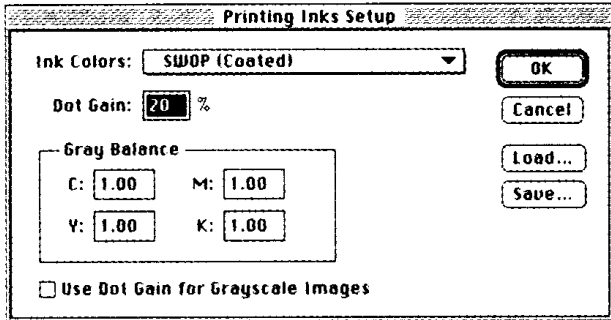 Printing Inks Setup
Ink Colors: SWOP (Coated)
OK
Dot Gain: 20 %
Cancel
Gray Balance
Load...
C: 1.00 M: 1.00
Save...
Y: 1.00 K: 1.00
Use Dot Gain for Grayscale Images